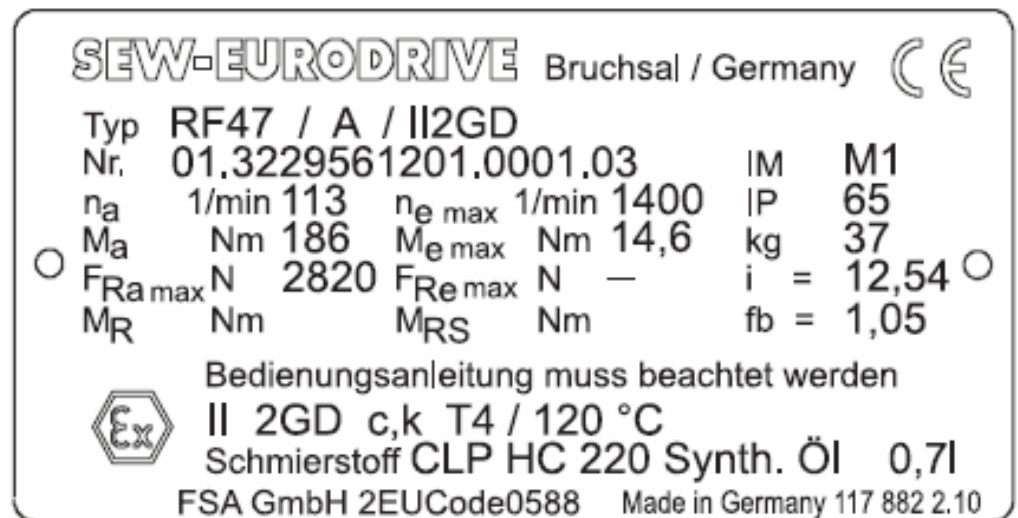 SEW-EURODRIVE Bruchsal / Germany CE
Typ RF47 / A / II2GD
Nr. 01.3229561201.0001.03 IM M1
na 1/min 113 ne max 1/min 1400 IP 65
Ma Nm 186 Me max Nm 14,6 kg 37
FRa max N 2820 FRe max N – i = 12,54
MR Nm MRS Nm fb = 1,05
Bedienungsanleitung muss beachtet werden
Ex II 2GD c,k T4 / 120 °C
Schmierstoff CLP HC 220 Synth. Öl 0,7l
FSA GmbH 2EUCode0588 Made in Germany 117 882 2.10